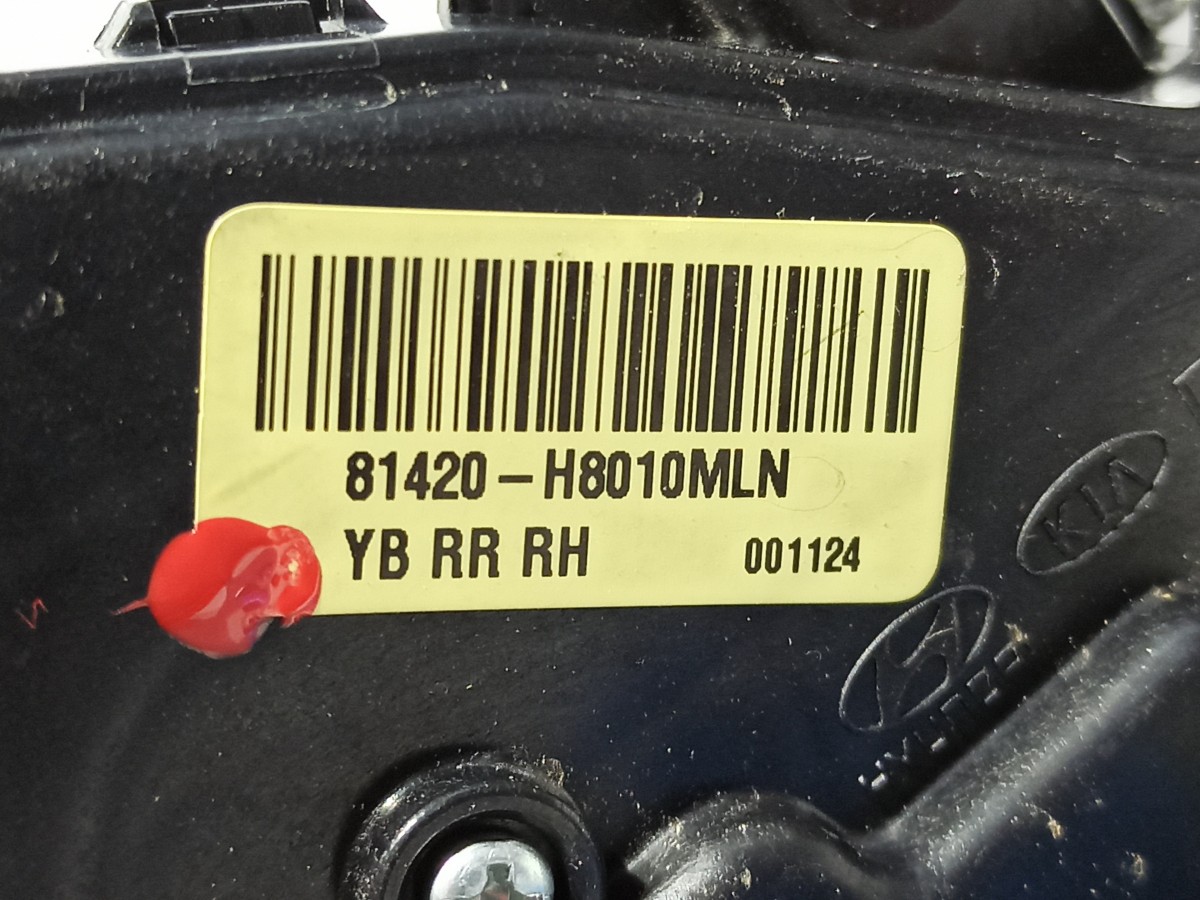 81420-H8010MLN
YB RR RH 001124
KIA
HYUNDAI